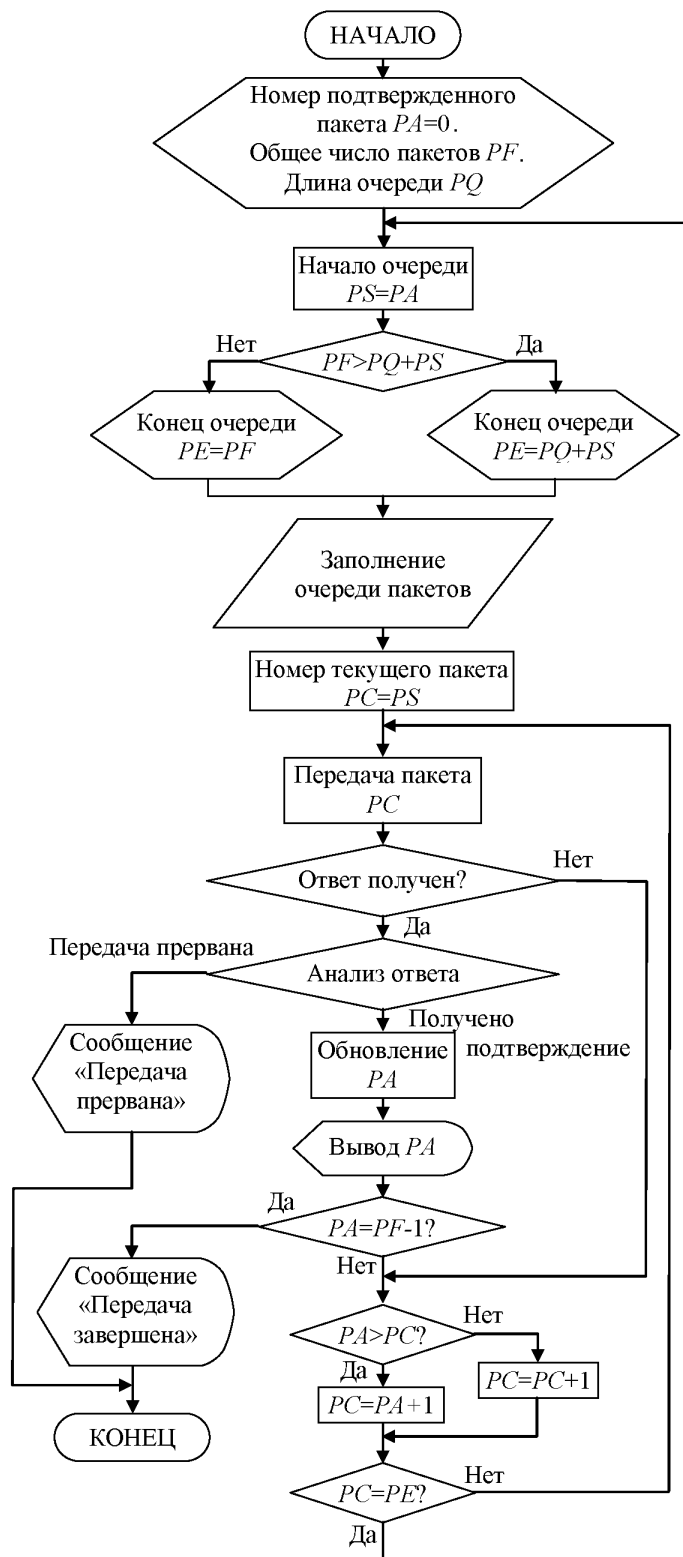 НАЧАЛО
Номер подтвержденного
пакета PA=0.
Общее число пакетов PF.
Длина очереди PQ
Начало очереди
PS=PA
Нет
PF>PQ+PS
Да
Конец очереди
PE=PF
Конец очереди
PE=PQ+PS
Заполнение
очереди пакетов
Номер текущего пакета
PC=PS
Передача пакета
PC
Ответ получен?
Нет
Да
Передача прервана
Анализ ответа
Получено
подтверждение
Сообщение
«Передача
прервана»
Обновление
PA
Вывод PA
Да
PA=PF-1?
Нет
Сообщение
«Передача
завершена»
PA>PC?
Нет
Да
PC=PC+1
PC=PA+1
КОНЕЦ
PC=PE?
Нет
Да